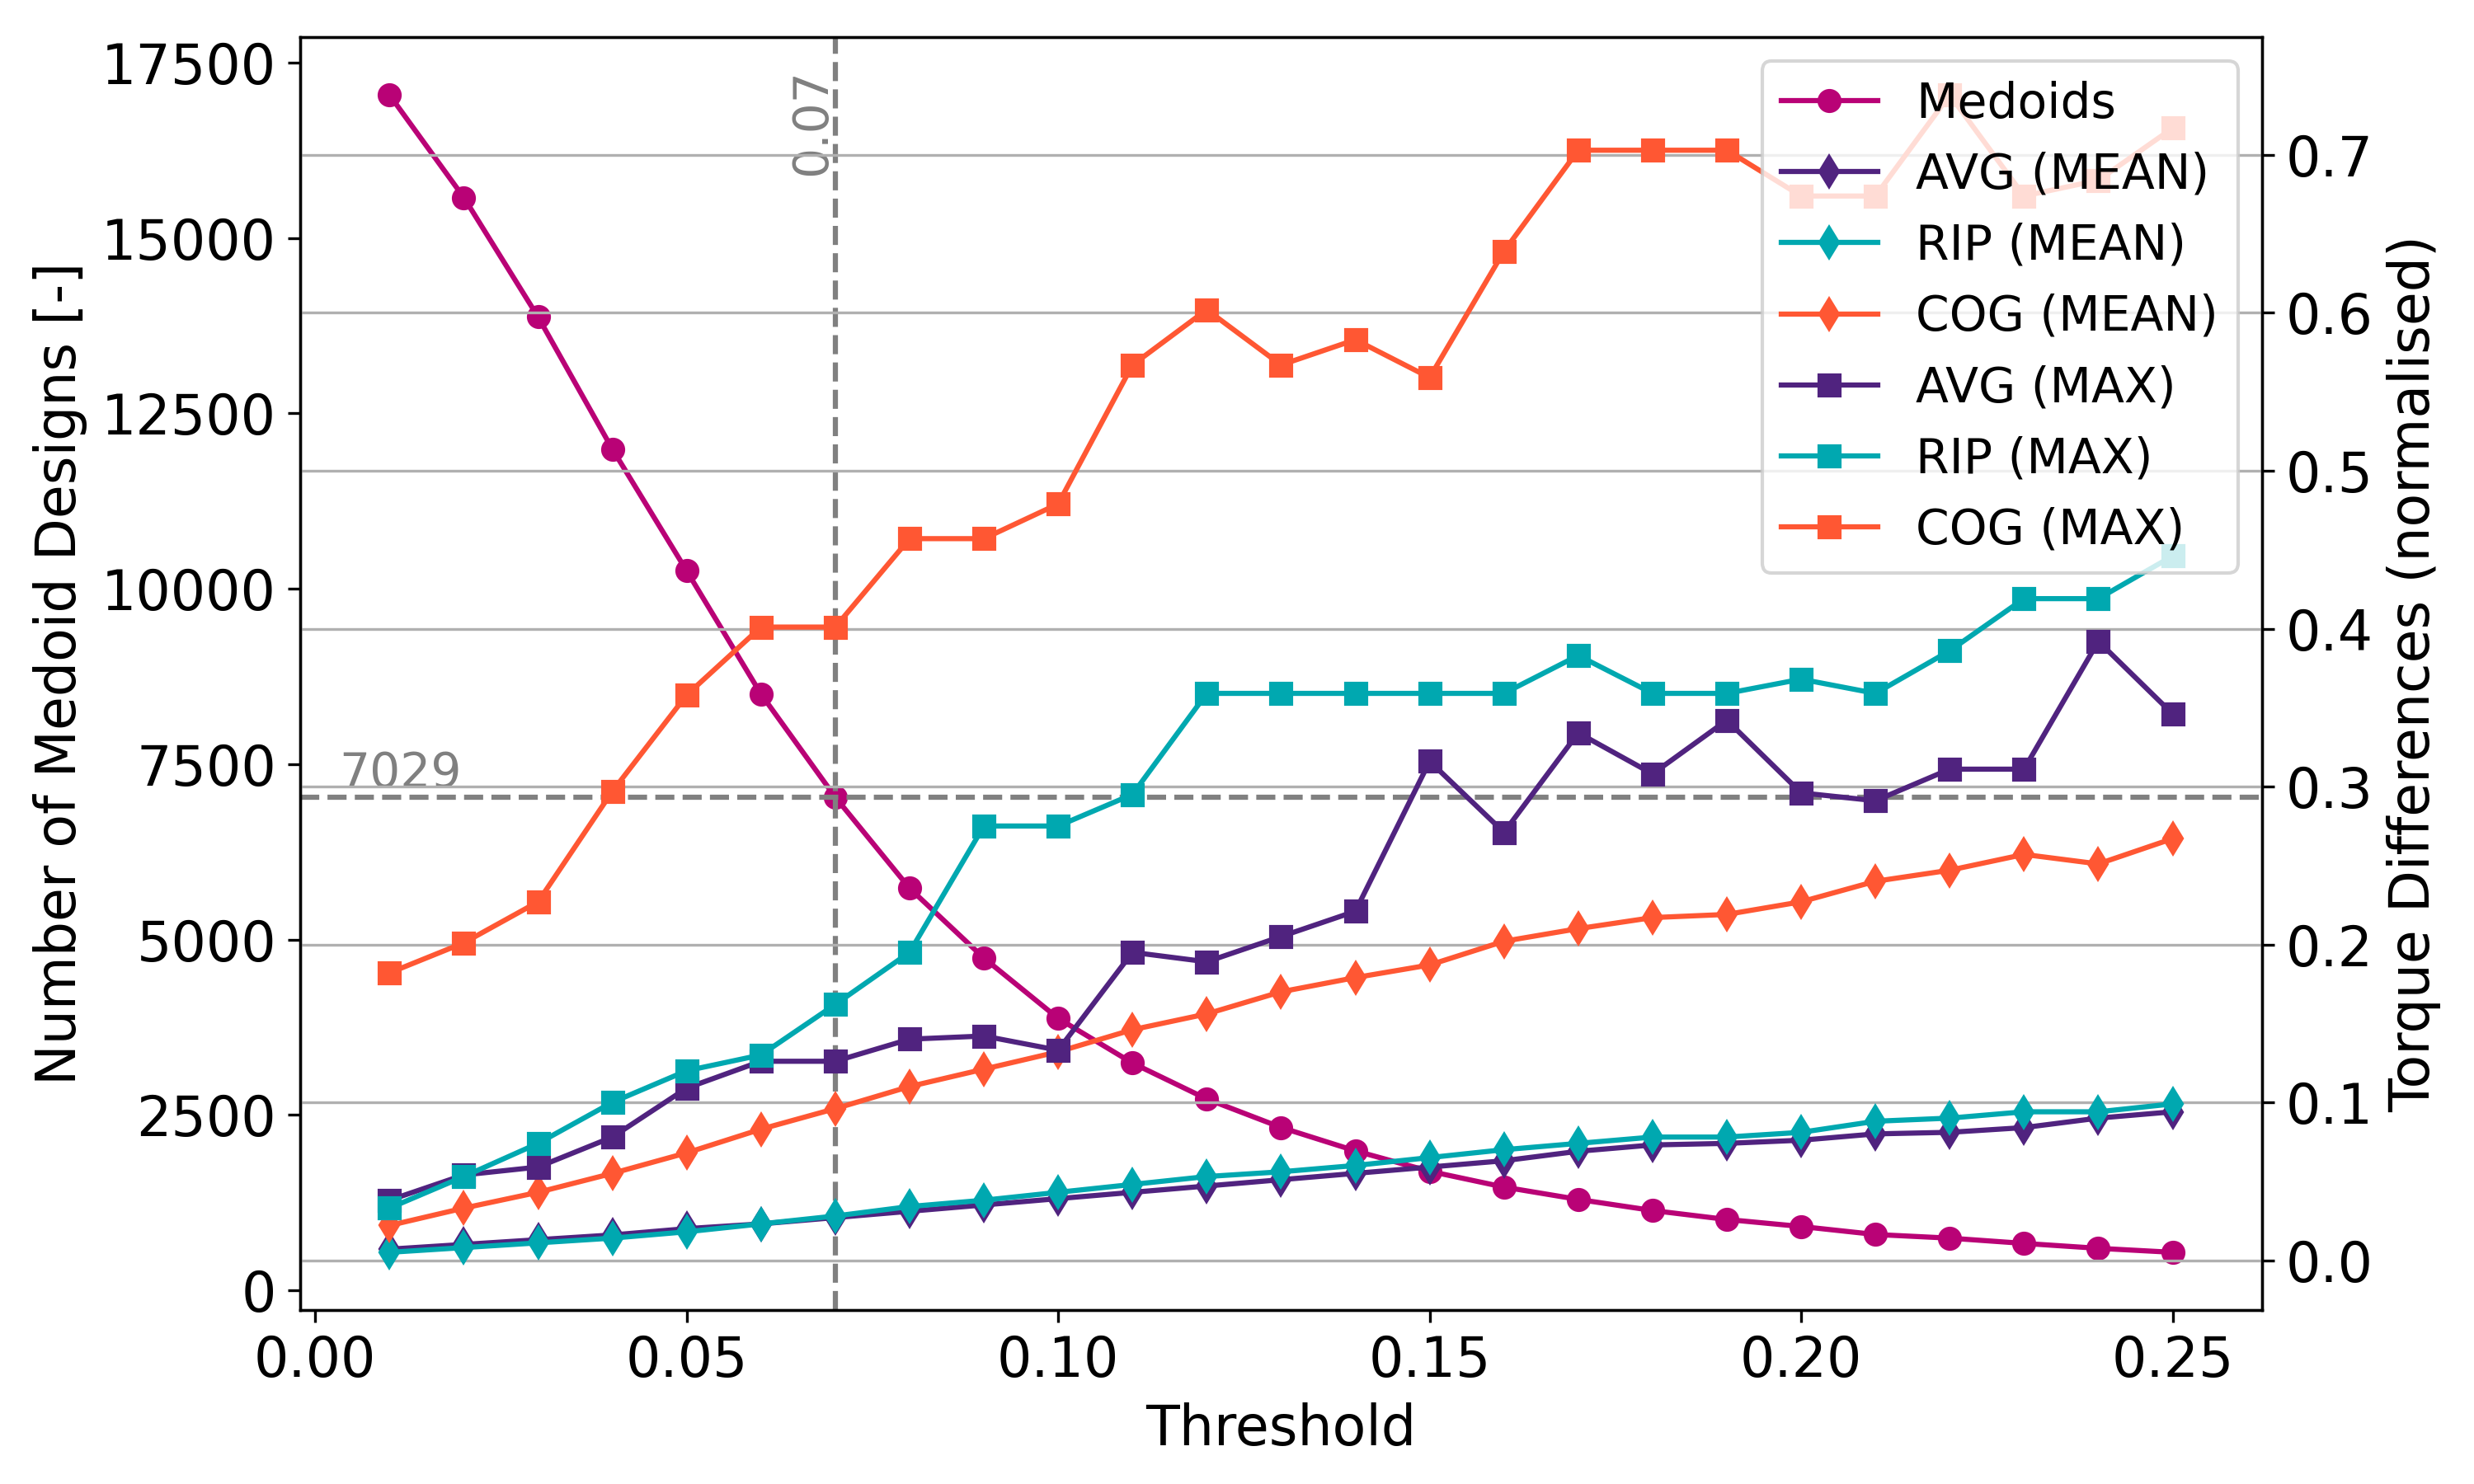 17500
15000
12500
10000
7500
5000
2500
0
Number of Medoid Designs [-]
0.07
7029
Medoids
AVG (MEAN)
RIP (MEAN)
COG (MEAN)
AVG (MAX)
RIP (MAX)
COG (MAX)
0.7
0.6
0.5
0.4
0.3
0.2
0.1
0.0
Torque Differences (normalised)
0.00 0.05 0.10 0.15 0.20 0.25
Threshold